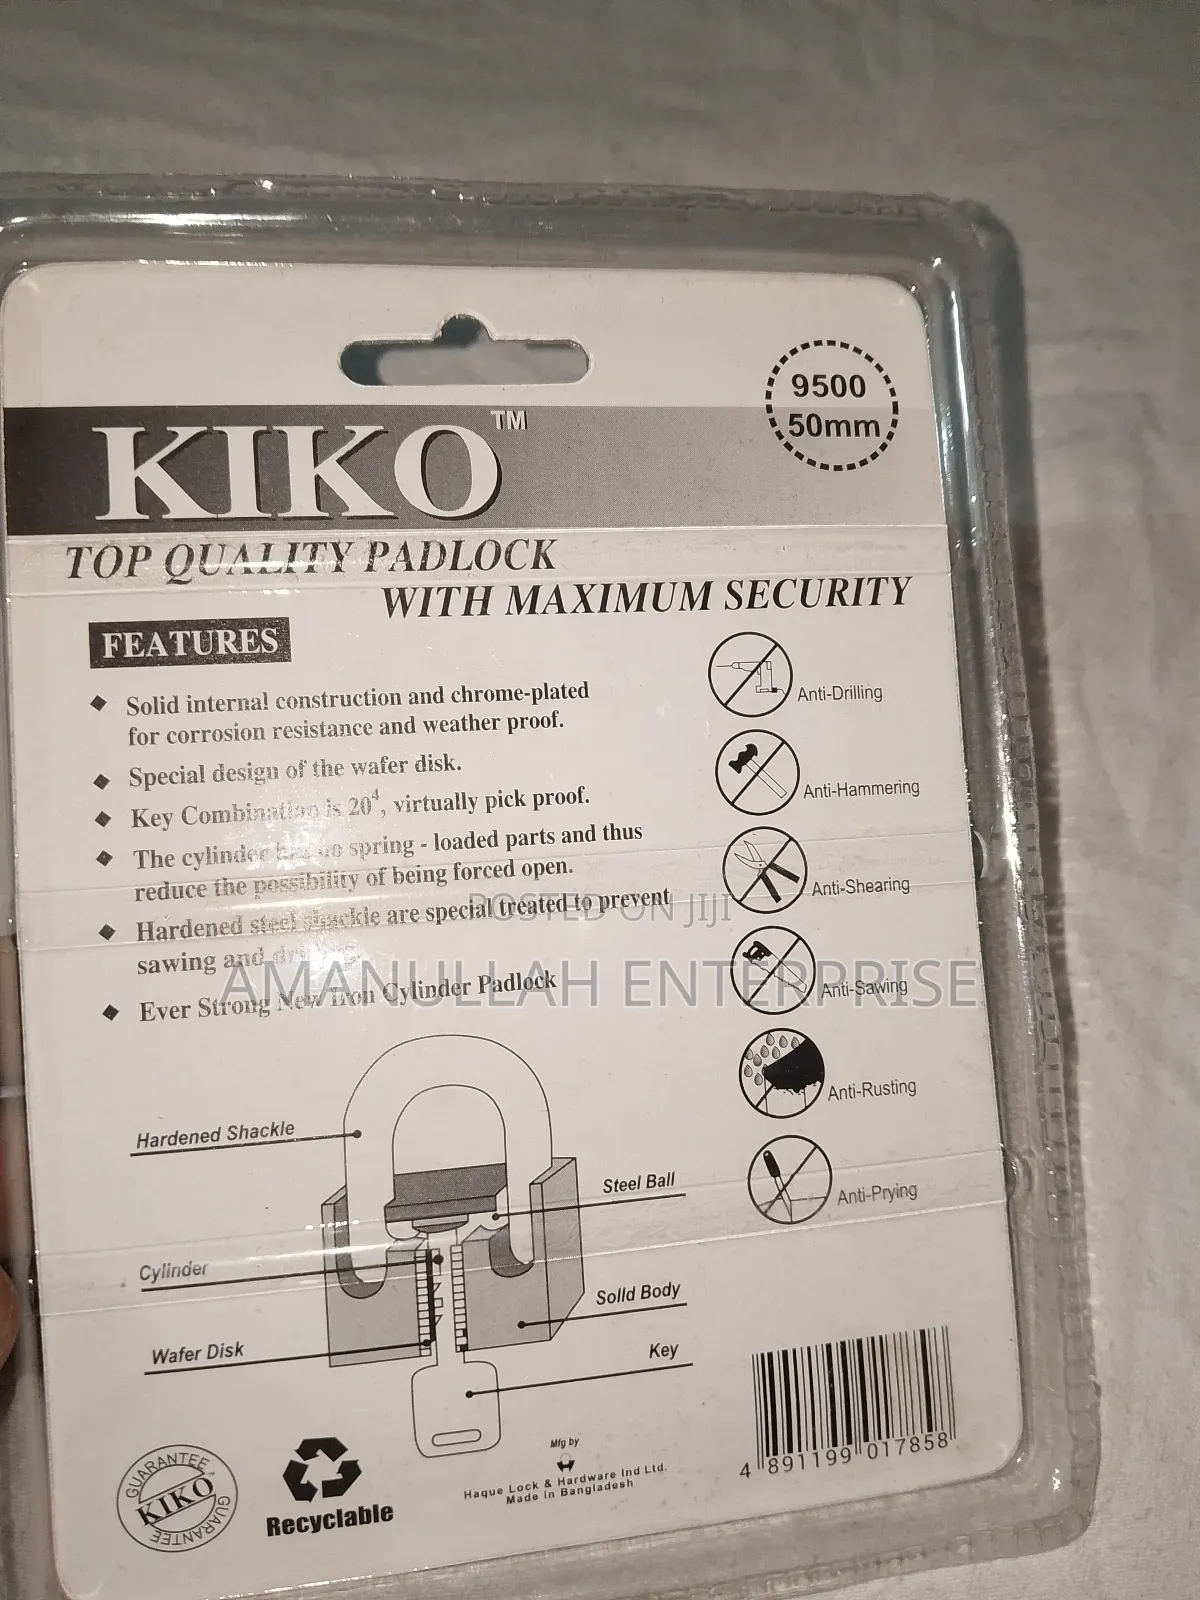 9500
50mm
KIKO™
TOP QUALITY PADLOCK
WITH MAXIMUM SECURITY
FEATURES
Solid internal construction and chrome-plated
for corrosion resistance and weather proof.
Special design of the wafer disk.
Key Combination is 20⁴, virtually pick proof.
The cylinder has no spring - loaded parts and thus
reduce the possibility of being forced open.
Hardened steel shackle are special treated to prevent
sawing and
Ever Strong New Iron Cylinder Padlock
Anti-Drilling
Anti-Hammering
Anti-Shearing
Anti-Sawing
Anti-Rusting
Anti-Prying
POSTED ON JIJI
AMANULLAH ENTERPRISE
Hardened Shackle
Steel Ball
Cylinder
Solid Body
Wafer Disk
Key
GUARANTEE
KIKO
GUARANTEE
Recyclable
Mfg by
Haque Lock & Hardware Ind Ltd.
Made in Bangladesh
4 891199 017858